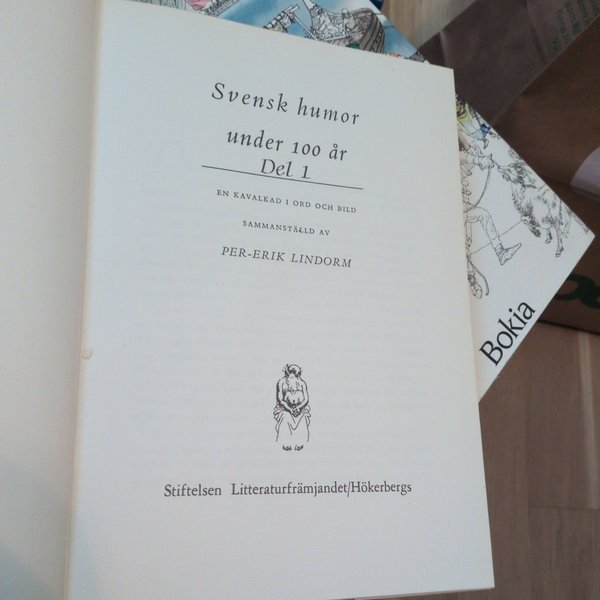 Svensk humor
under 100 år
Del 1
EN KAVALKAD I ORD OCH BILD
SAMMANSTÄLLD AV
PER-ERIK LINDORM
Stiftelsen Litteraturfrämjandet/Hökerbergs
Bokia